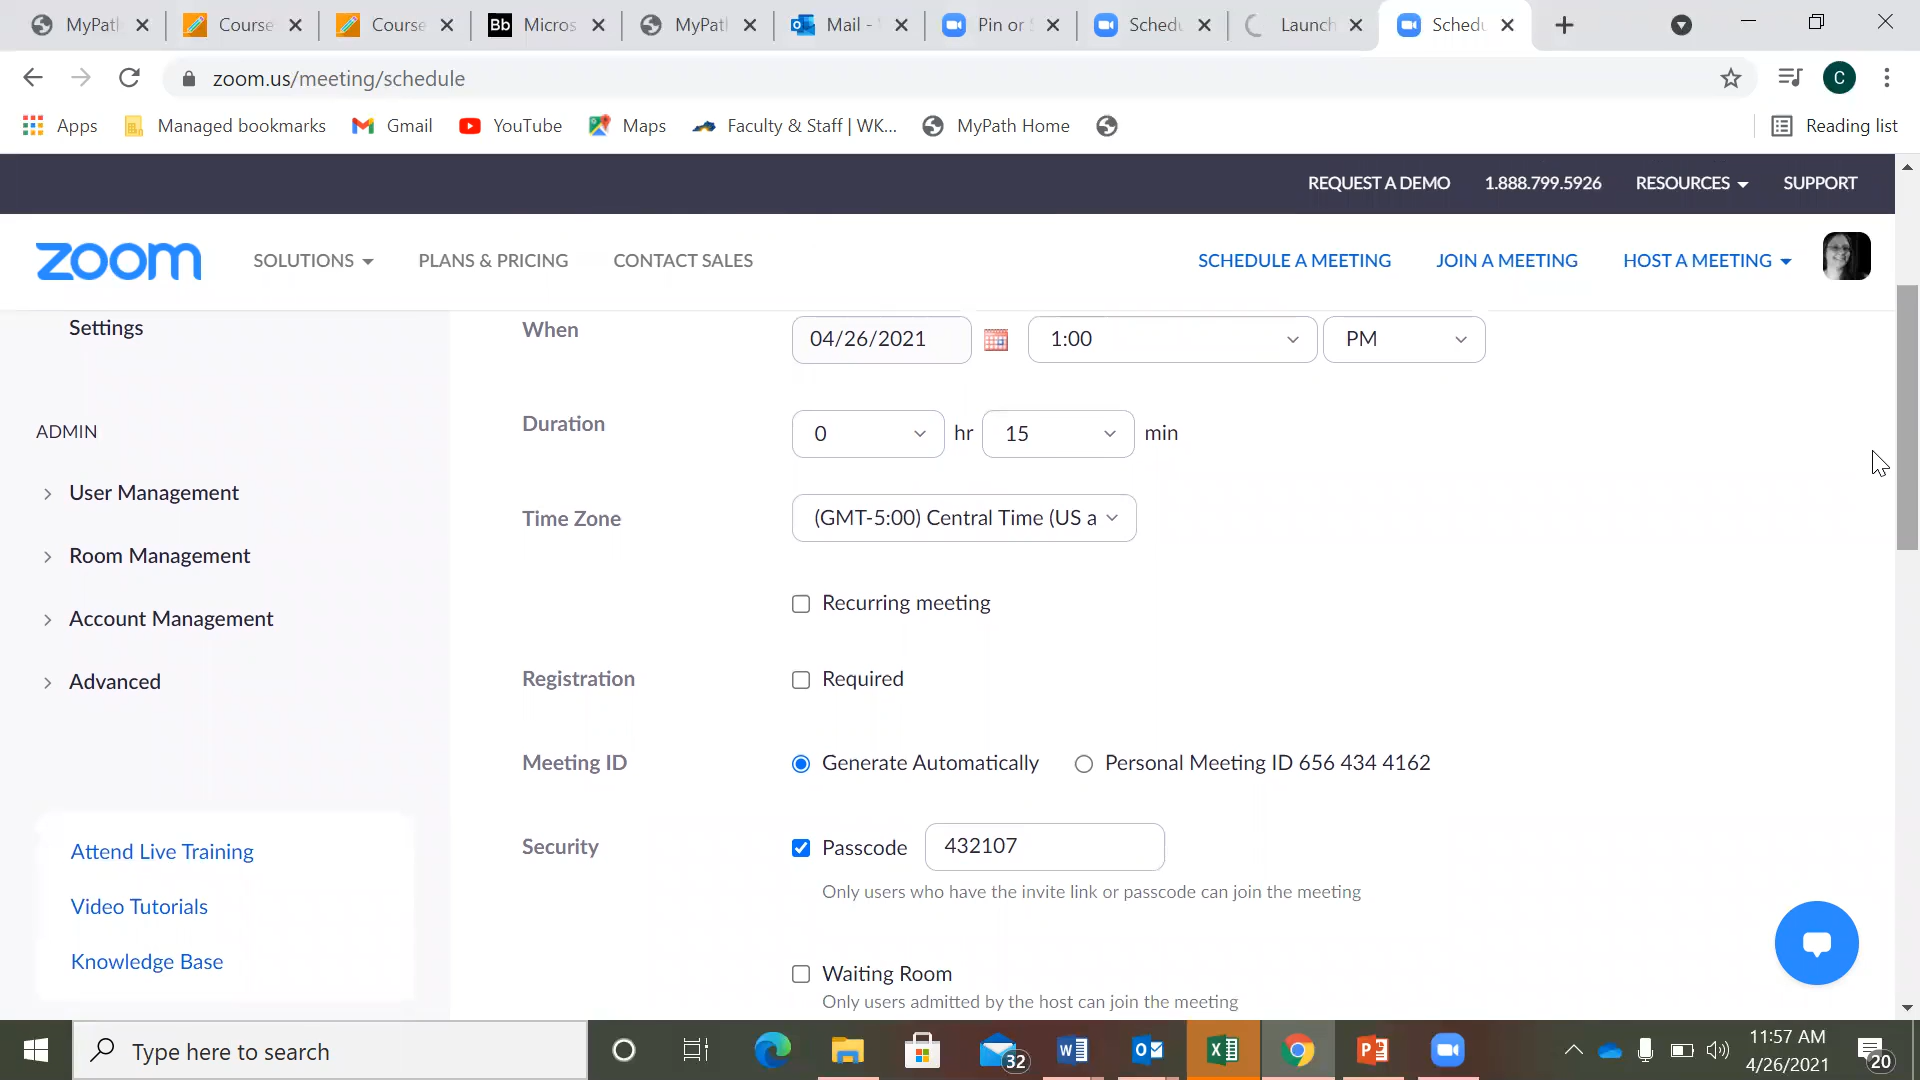 MyPath
Course
Course
Bb Micros
MyPath
Mail -
Pin or
Schedu
Launch
Schedu
zoom.us/meeting/schedule
C
Apps
Managed bookmarks
Gmail
YouTube
Maps
Faculty & Staff | WK...
MyPath Home
Reading list
REQUEST A DEMO 1.888.799.5926 RESOURCES SUPPORT
zoom SOLUTIONS PLANS & PRICING CONTACT SALES SCHEDULE A MEETING JOIN A MEETING HOST A MEETING
Settings
ADMIN
User Management
Room Management
Account Management
Advanced
Attend Live Training
Video Tutorials
Knowledge Base
When 04/26/2021 1:00 PM
Duration 0 hr 15 min
Time Zone (GMT-5:00) Central Time (US a
Recurring meeting
Registration Required
Meeting ID Generate Automatically Personal Meeting ID 656 434 4162
Security Passcode 432107
Only users who have the invite link or passcode can join the meeting
Waiting Room
Only users admitted by the host can join the meeting
Type here to search
32
11:57 AM
4/26/2021
20